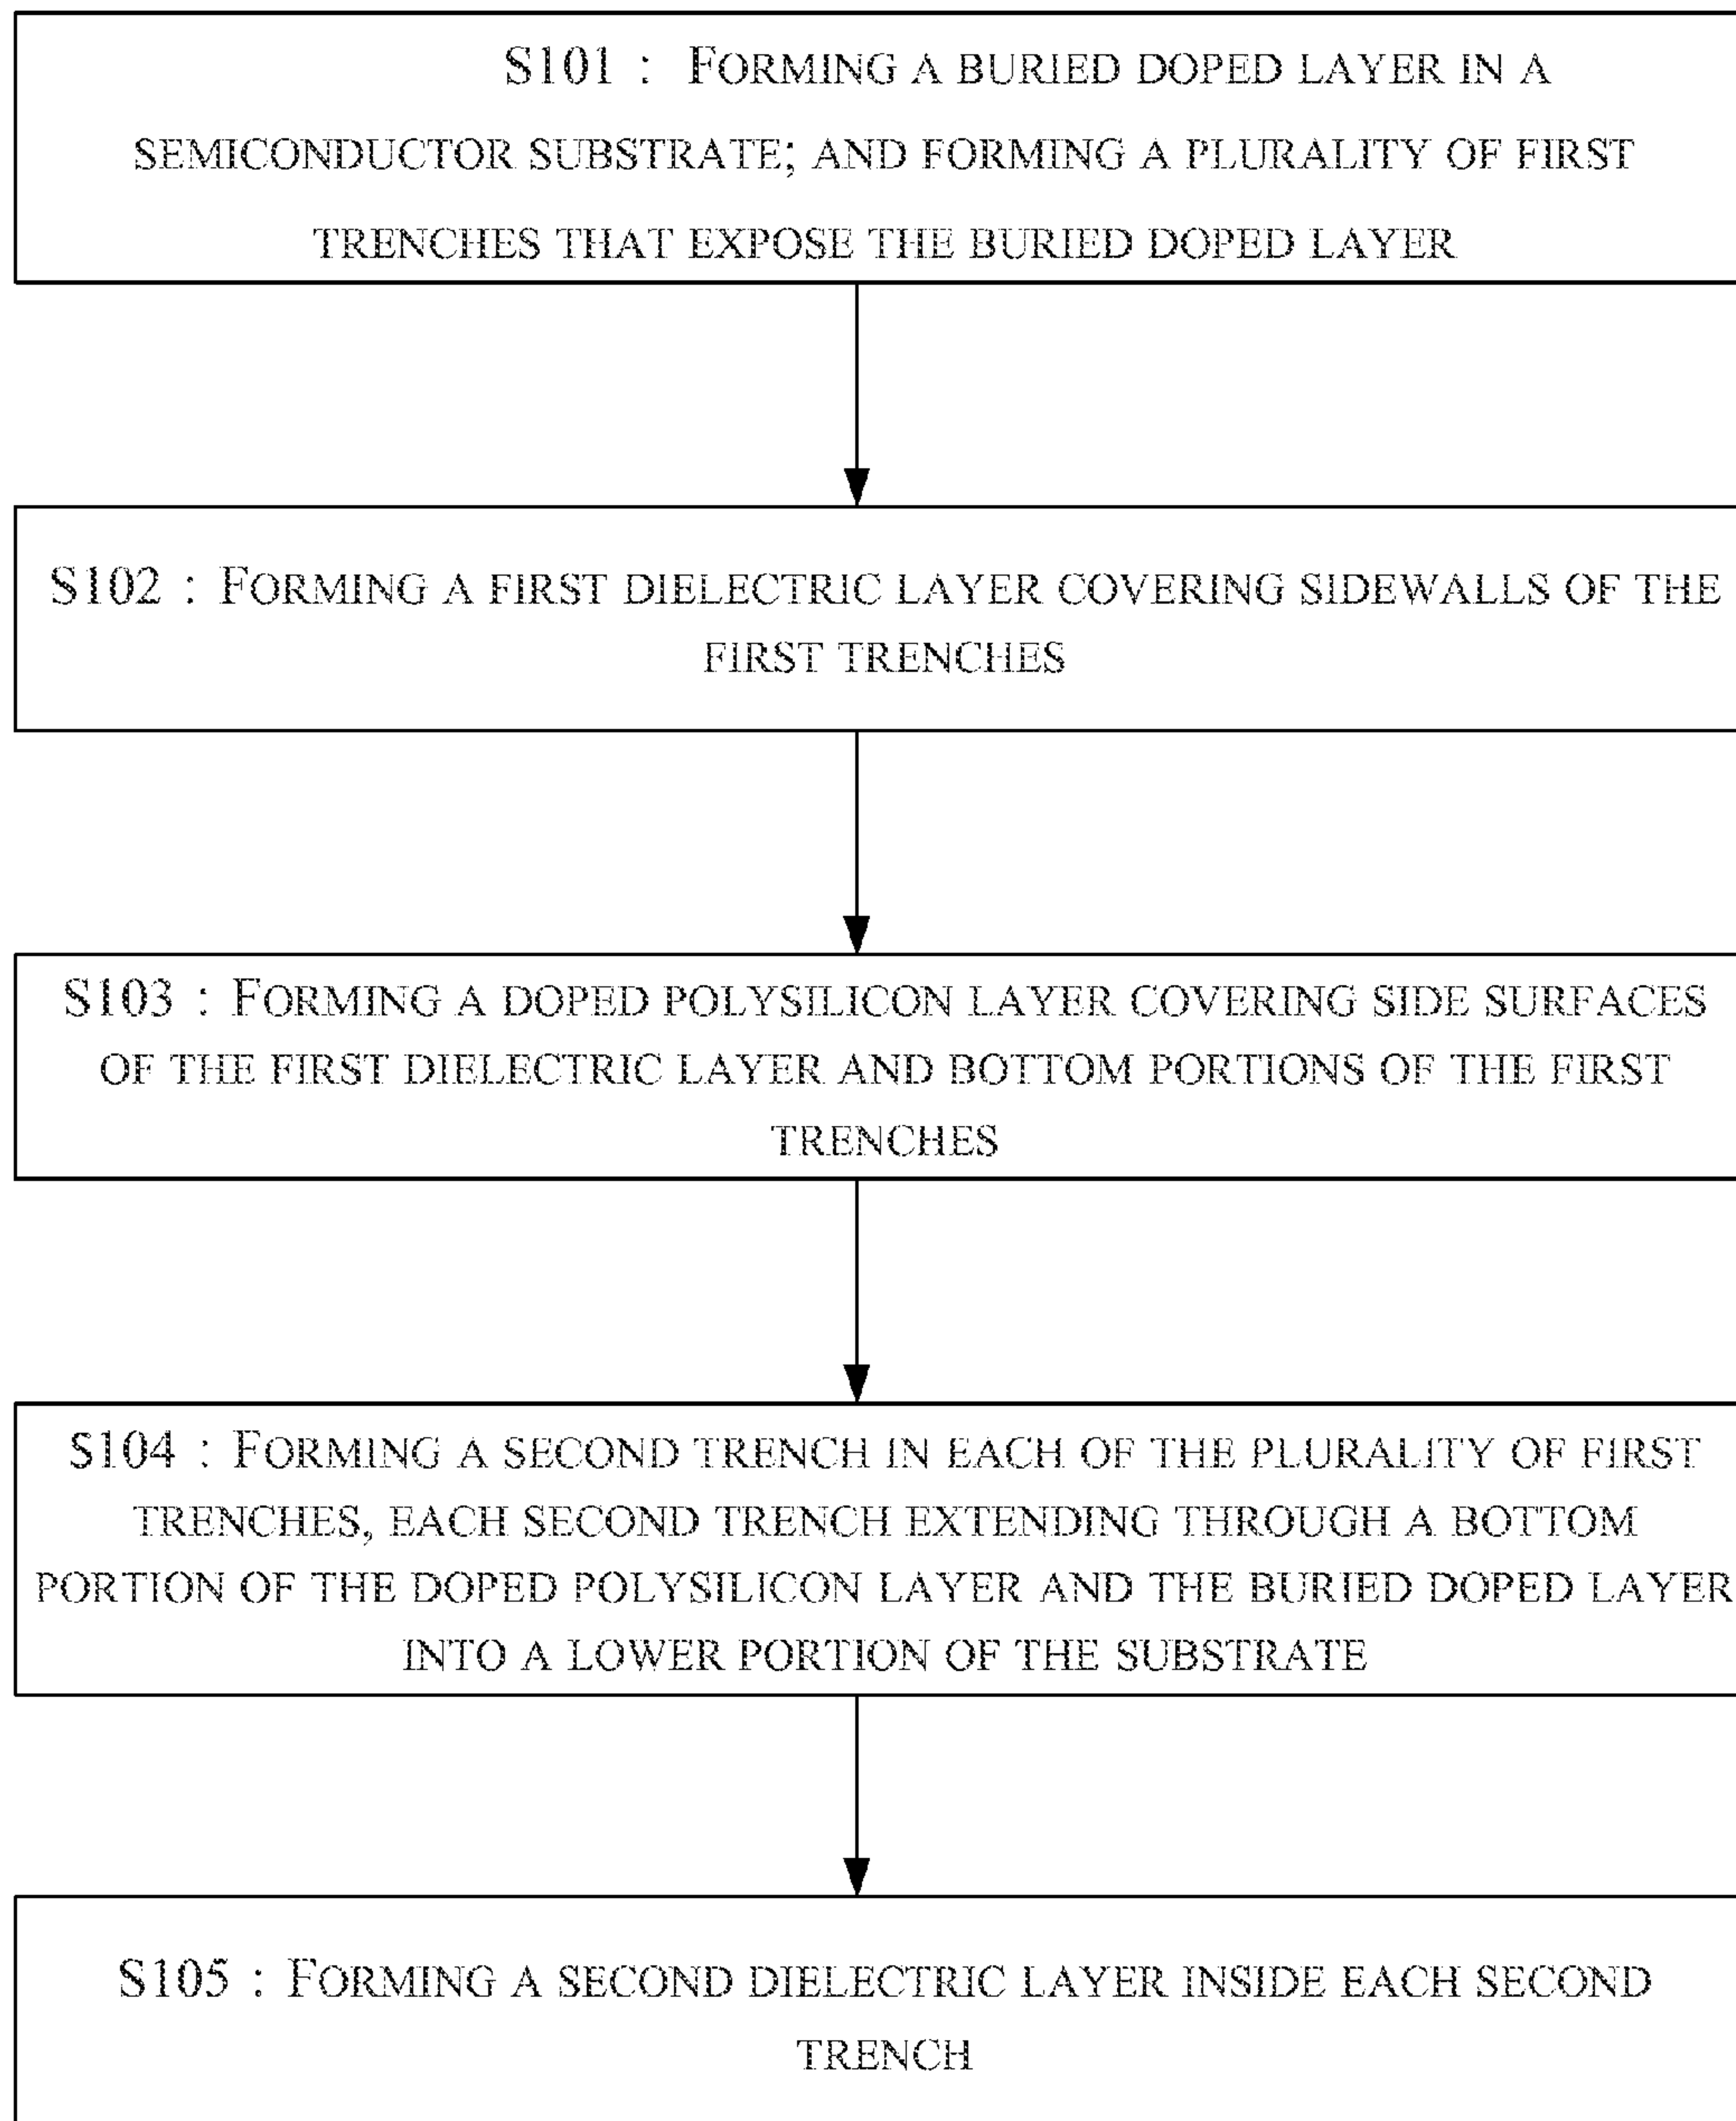 S101 : FORMING A BURIED DOPED LAYER IN A
SEMICONDUCTOR SUBSTRATE; AND FORMING A PLURALITY OF FIRST
TRENCHES THAT EXPOSE THE BURIED DOPED LAYER
S102 : FORMING A FIRST DIELECTRIC LAYER COVERING SIDEWALLS OF THE
FIRST TRENCHES
S103 : FORMING A DOPED POLYSILICON LAYER COVERING SIDE SURFACES
OF THE FIRST DIELECTRIC LAYER AND BOTTOM PORTIONS OF THE FIRST
TRENCHES
S104 : FORMING A SECOND TRENCH IN EACH OF THE PLURALITY OF FIRST
TRENCHES, EACH SECOND TRENCH EXTENDING THROUGH A BOTTOM
PORTION OF THE DOPED POLYSILICON LAYER AND THE BURIED DOPED LAYER
INTO A LOWER PORTION OF THE SUBSTRATE
S105 : FORMING A SECOND DIELECTRIC LAYER INSIDE EACH SECOND
TRENCH